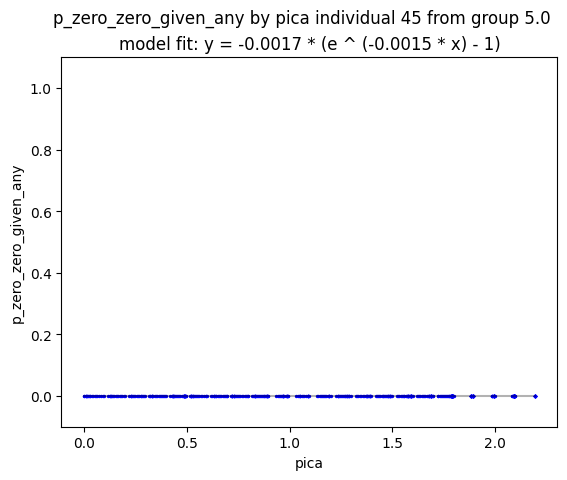 p_zero_zero_given_any by pica individual 45 from group 5.0
model fit: y = -0.0017 * (e ^ (-0.0015 * x) - 1)
1.0
0.8
0.6
0.4
0.2
0.0
p_zero_zero_given_any
0.0 0.5 1.0 1.5 2.0
pica